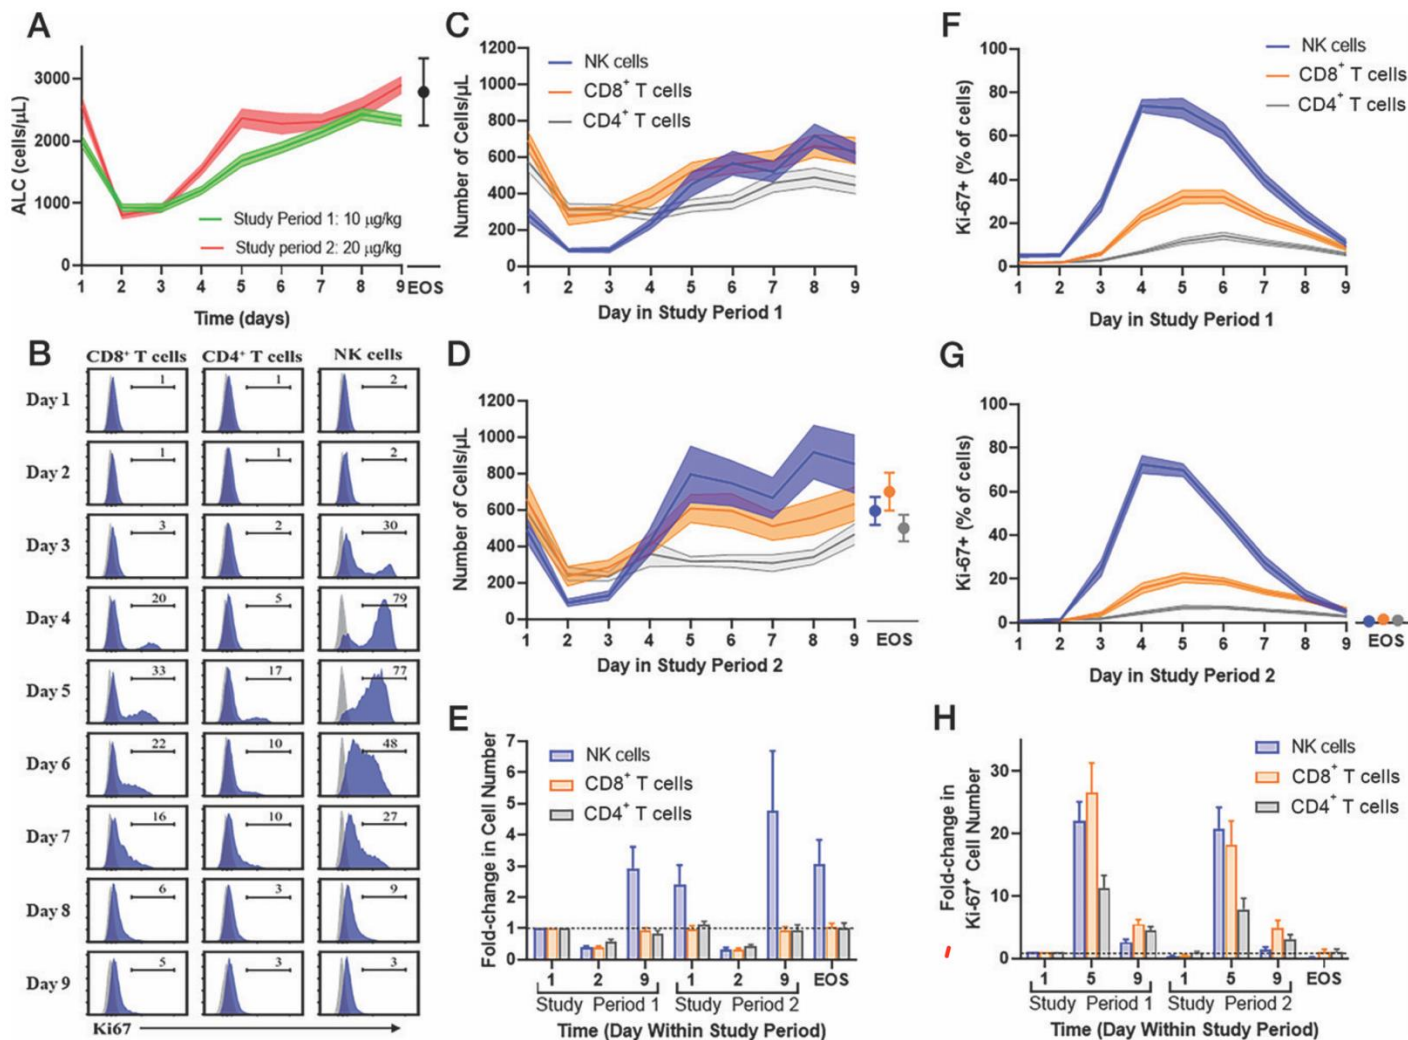 A
3000
2000
1000
0
ALC (cells/µL)
Study Period 1: 10 µg/kg
Study period 2: 20 µg/kg
1 2 3 4 5 6 7 8 9 EOS
Time (days)
B
CD8⁺ T cells CD4⁺ T cells NK cells
Day 1 1 1 2
Day 2 1 1 2
Day 3 3 2 30
Day 4 20 5 79
Day 5 33 17 77
Day 6 22 10 48
Day 7 16 10 27
Day 8 6 3 9
Day 9 5 3 3
Ki67
C
1200
1000
800
600
400
200
0
Number of Cells/µL
NK cells
CD8⁺ T cells
CD4⁺ T cells
1 2 3 4 5 6 7 8 9
Day in Study Period 1
D
1200
1000
800
600
400
200
0
Number of Cells/µL
1 2 3 4 5 6 7 8 9 EOS
Day in Study Period 2
E
7
6
5
4
3
2
1
0
Fold-change in Cell Number
NK cells
CD8⁺ T cells
CD4⁺ T cells
1 2 9 1 2 9 EOS
Study Period 1 Study Period 2
Time (Day Within Study Period)
F
100
80
60
40
20
0
Ki-67+ (% of cells)
NK cells
CD8⁺ T cells
CD4⁺ T cells
1 2 3 4 5 6 7 8 9
Day in Study Period 1
G
100
80
60
40
20
0
Ki-67+ (% of cells)
1 2 3 4 5 6 7 8 9 EOS
Day in Study Period 2
H
30
20
10
0
Fold-change in
Ki-67⁺ Cell Number
NK cells
CD8⁺ T cells
CD4⁺ T cells
1 5 9 1 5 9 EOS
Study Period 1 Study Period 2
Time (Day Within Study Period)